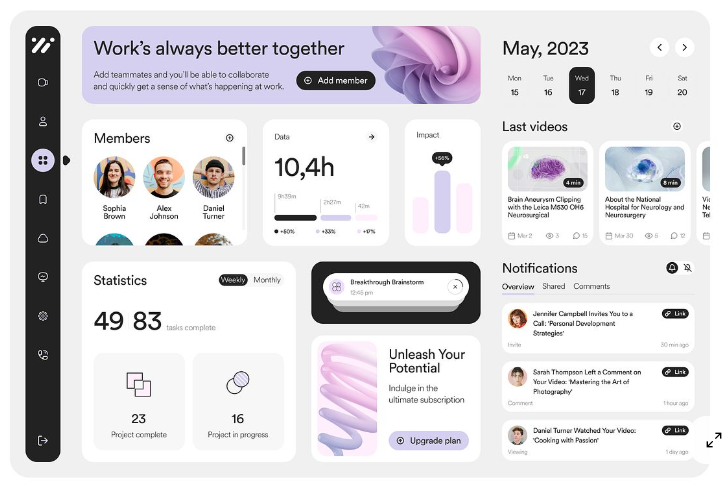 Work's always better together
Add teammates and you'll be able to collaborate
and quickly get a sense of what's happening at work.
Add member
Members
Sophia
Brown
Alex
Johnson
Daniel
Turner
Data
10,4h
8h39m
2h27m
42m
+50%
+33%
+17%
Impact
+56%
Statistics
Weekly
Monthly
49 83 tasks complete
23
Project complete
16
Project in progress
Breakthrough Brainstorm
12:45 pm
Unleash Your
Potential
Indulge in the
ultimate subscription
Upgrade plan
May, 2023
Mon Tue Wed Thu Fri Sat
15 16 17 18 19 20
Last videos
4 min
Brain Aneurysm Clipping
with the Leica M530 OH6
Neurosurgical
Mar 2
3
15
8 min
About the National
Hospital for Neurology and
Neurosurgery
Mar 30
5
12
Notifications
Overview Shared Comments
Jennifer Campbell Invites You to a
Call: 'Personal Development
Strategies'
Link
Invite
30 min ago
Sarah Thompson Left a Comment on
Your Video: 'Mastering the Art of
Photography'
Link
Comment
1 hour ago
Daniel Turner Watched Your Video:
'Cooking with Passion'
Link
Viewing
1 day ago